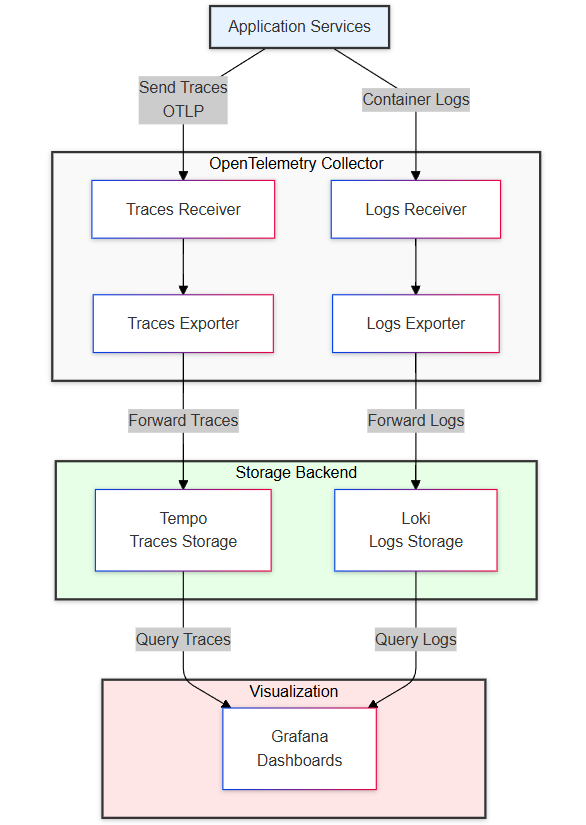 Application Services
Send Traces
OTLP
Container Logs
OpenTelemetry Collector
Traces Receiver
Logs Receiver
Traces Exporter
Logs Exporter
Forward Traces
Forward Logs
Storage Backend
Tempo
Traces Storage
Loki
Logs Storage
Query Traces
Query Logs
Visualization
Grafana
Dashboards